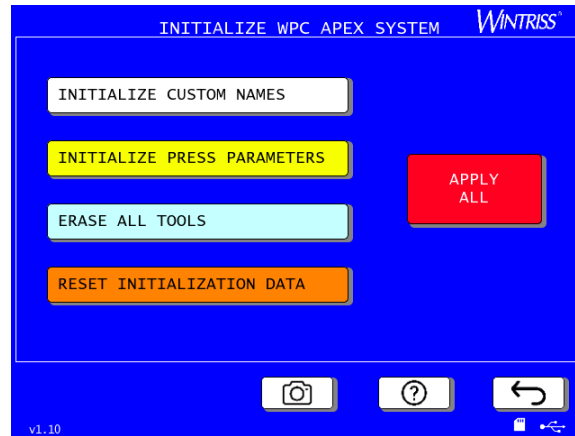 INITIALIZE WPC APEX SYSTEM
WINTRISS
INITIALIZE CUSTOM NAMES
INITIALIZE PRESS PARAMETERS
APPLY
ALL
ERASE ALL TOOLS
RESET INITIALIZATION DATA
?
v1.10